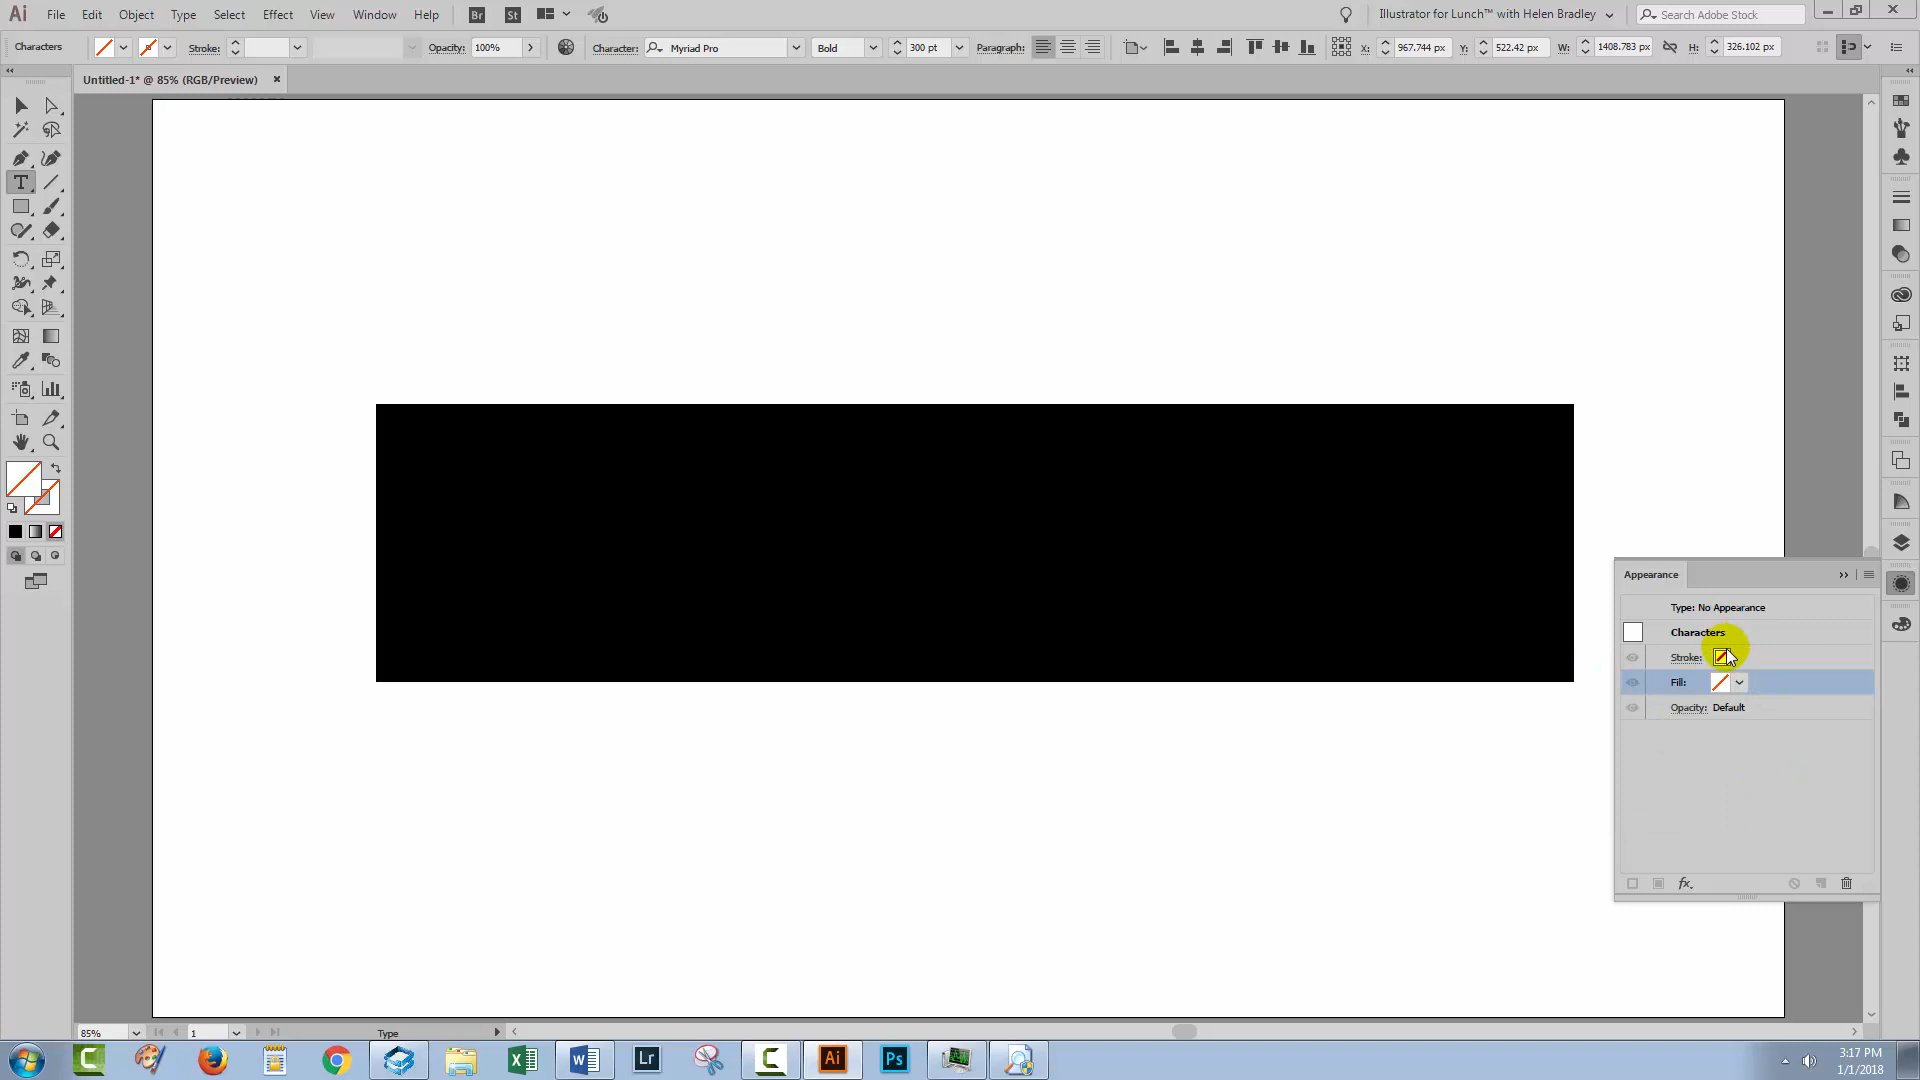 Ai File Edit Object Type Select Effect View Window Help Br St Illustrator for Lunch™ with Helen Bradley Search Adobe Stock
Characters Stroke: Opacity: 100% Character: Myriad Pro Bold 300 pt Paragraph: X: 967.744 px Y: 522.42 px W: 1408.783 px H: 326.102 px
Untitled-1* @ 85% (RGB/Preview)
Appearance
Type: No Appearance
Characters
Stroke:
Fill:
Opacity: Default
fx.
85% 1 Type
Lr Ai Ps
3:17 PM
1/1/2018